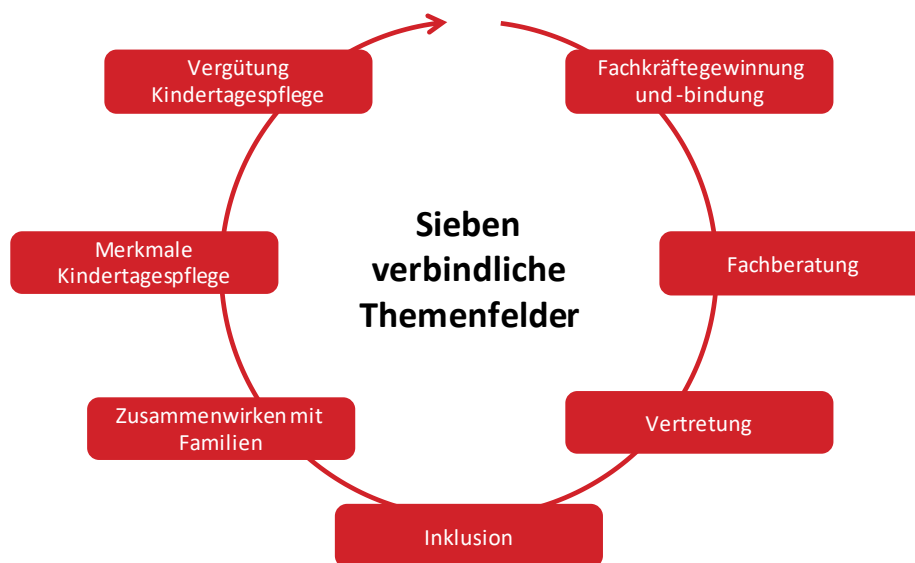 Vergütung
Kindertagespflege
Fachkräftegewinnung
und -bindung
Sieben
verbindliche
Themenfelder
Merkmale
Kindertagespflege
Fachberatung
Zusammenwirken mit
Familien
Vertretung
Inklusion